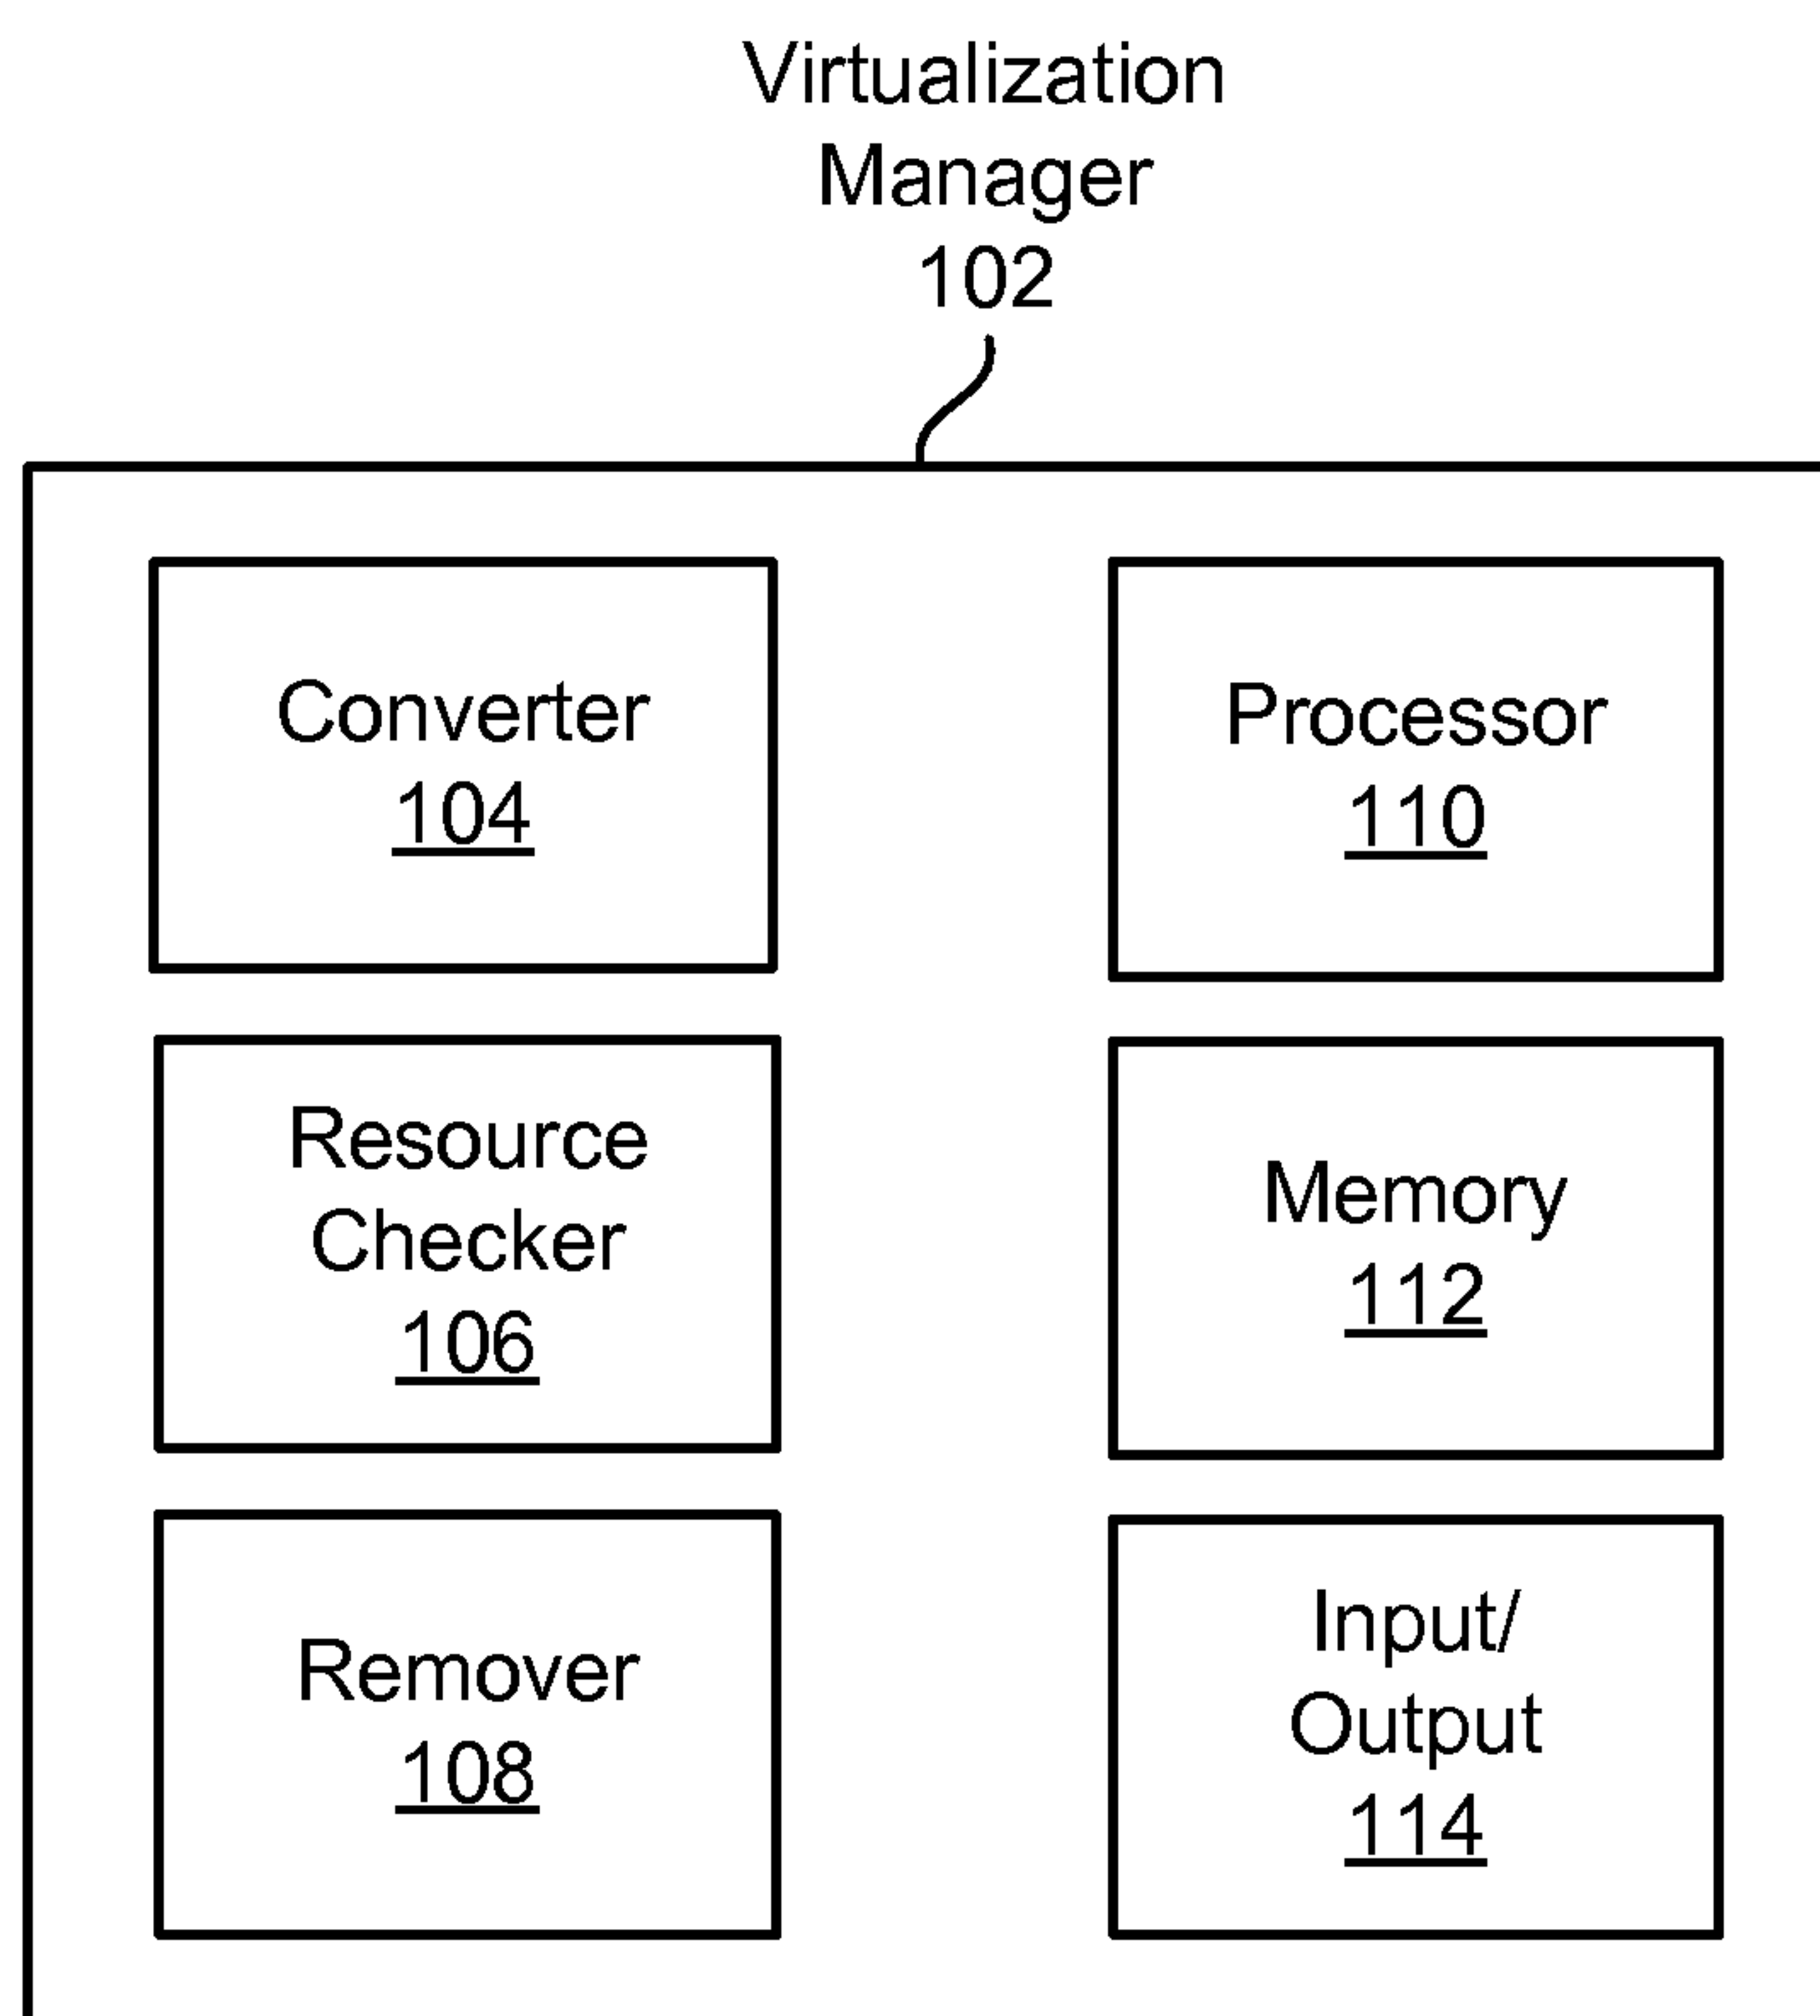 Virtualization
Manager
102
Converter
104
Processor
110
Resource
Checker
106
Memory
112
Remover
108
Input/
Output
114